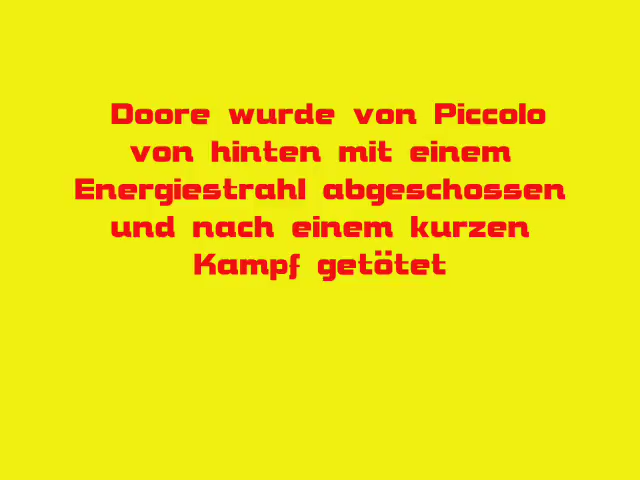 Doore wurde von Piccolo
von hinten mit einem
Energiestrahl abgeschossen
und nach einem kurzen
Kampf getötet